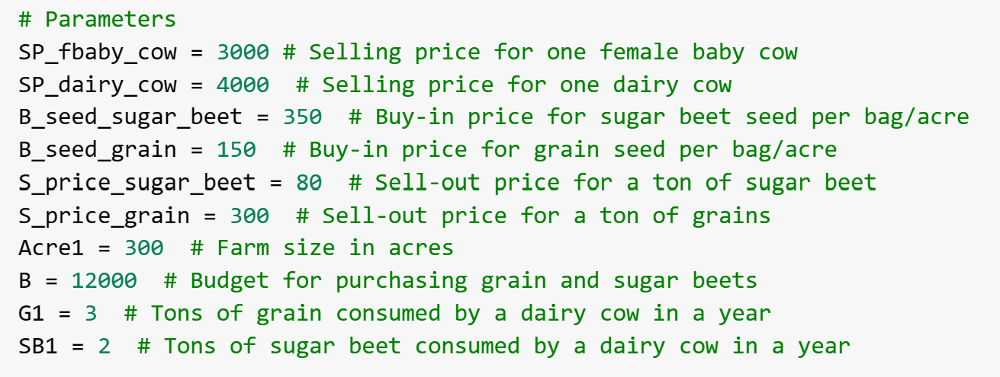 # Parameters
SP_fbaby_cow = 3000 # Selling price for one female baby cow
SP_dairy_cow = 4000  # Selling price for one dairy cow
B_seed_sugar_beet = 350  # Buy-in price for sugar beet seed per bag/acre
B_seed_grain = 150  # Buy-in price for grain seed per bag/acre
S_price_sugar_beet = 80  # Sell-out price for a ton of sugar beet
S_price_grain = 300  # Sell-out price for a ton of grains
Acre1 = 300  # Farm size in acres
B = 12000  # Budget for purchasing grain and sugar beets
G1 = 3  # Tons of grain consumed by a dairy cow in a year
SB1 = 2  # Tons of sugar beet consumed by a dairy cow in a year